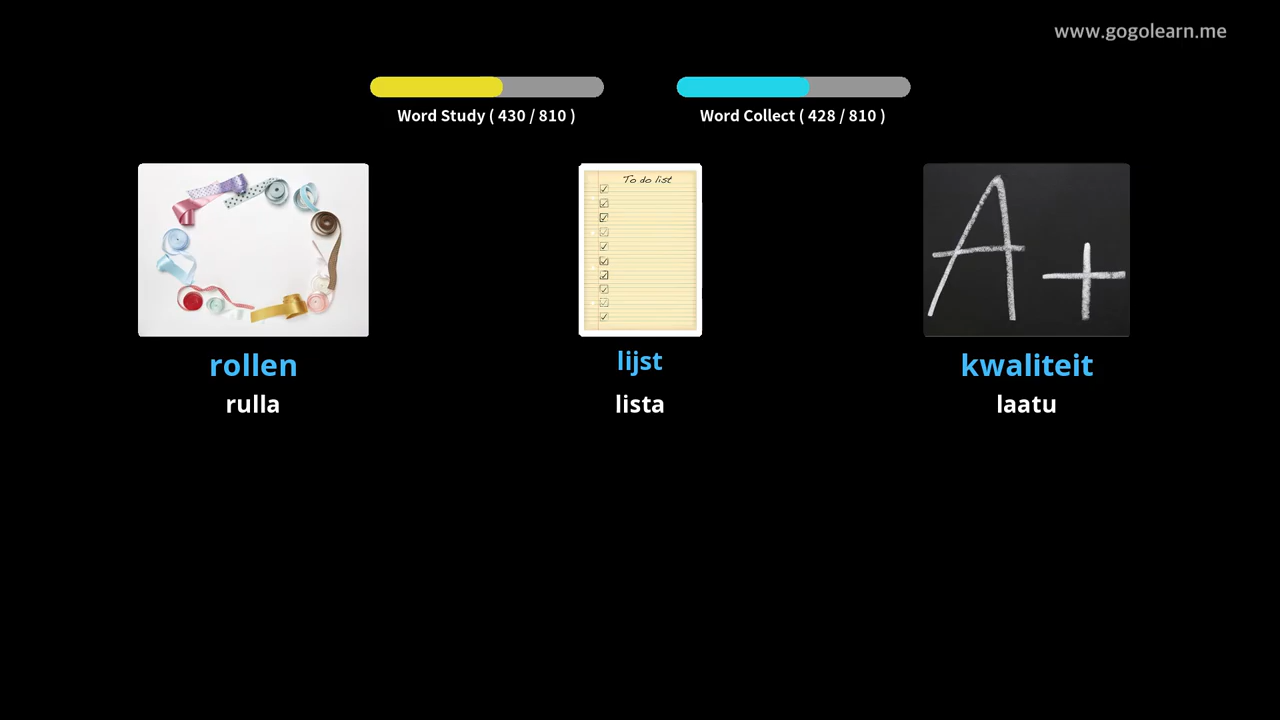 www.gogolearn.me
Word Study ( 430 / 810 )
Word Collect ( 428 / 810 )
To do list
A+
rollen
lijst
kwaliteit
rulla
lista
laatu